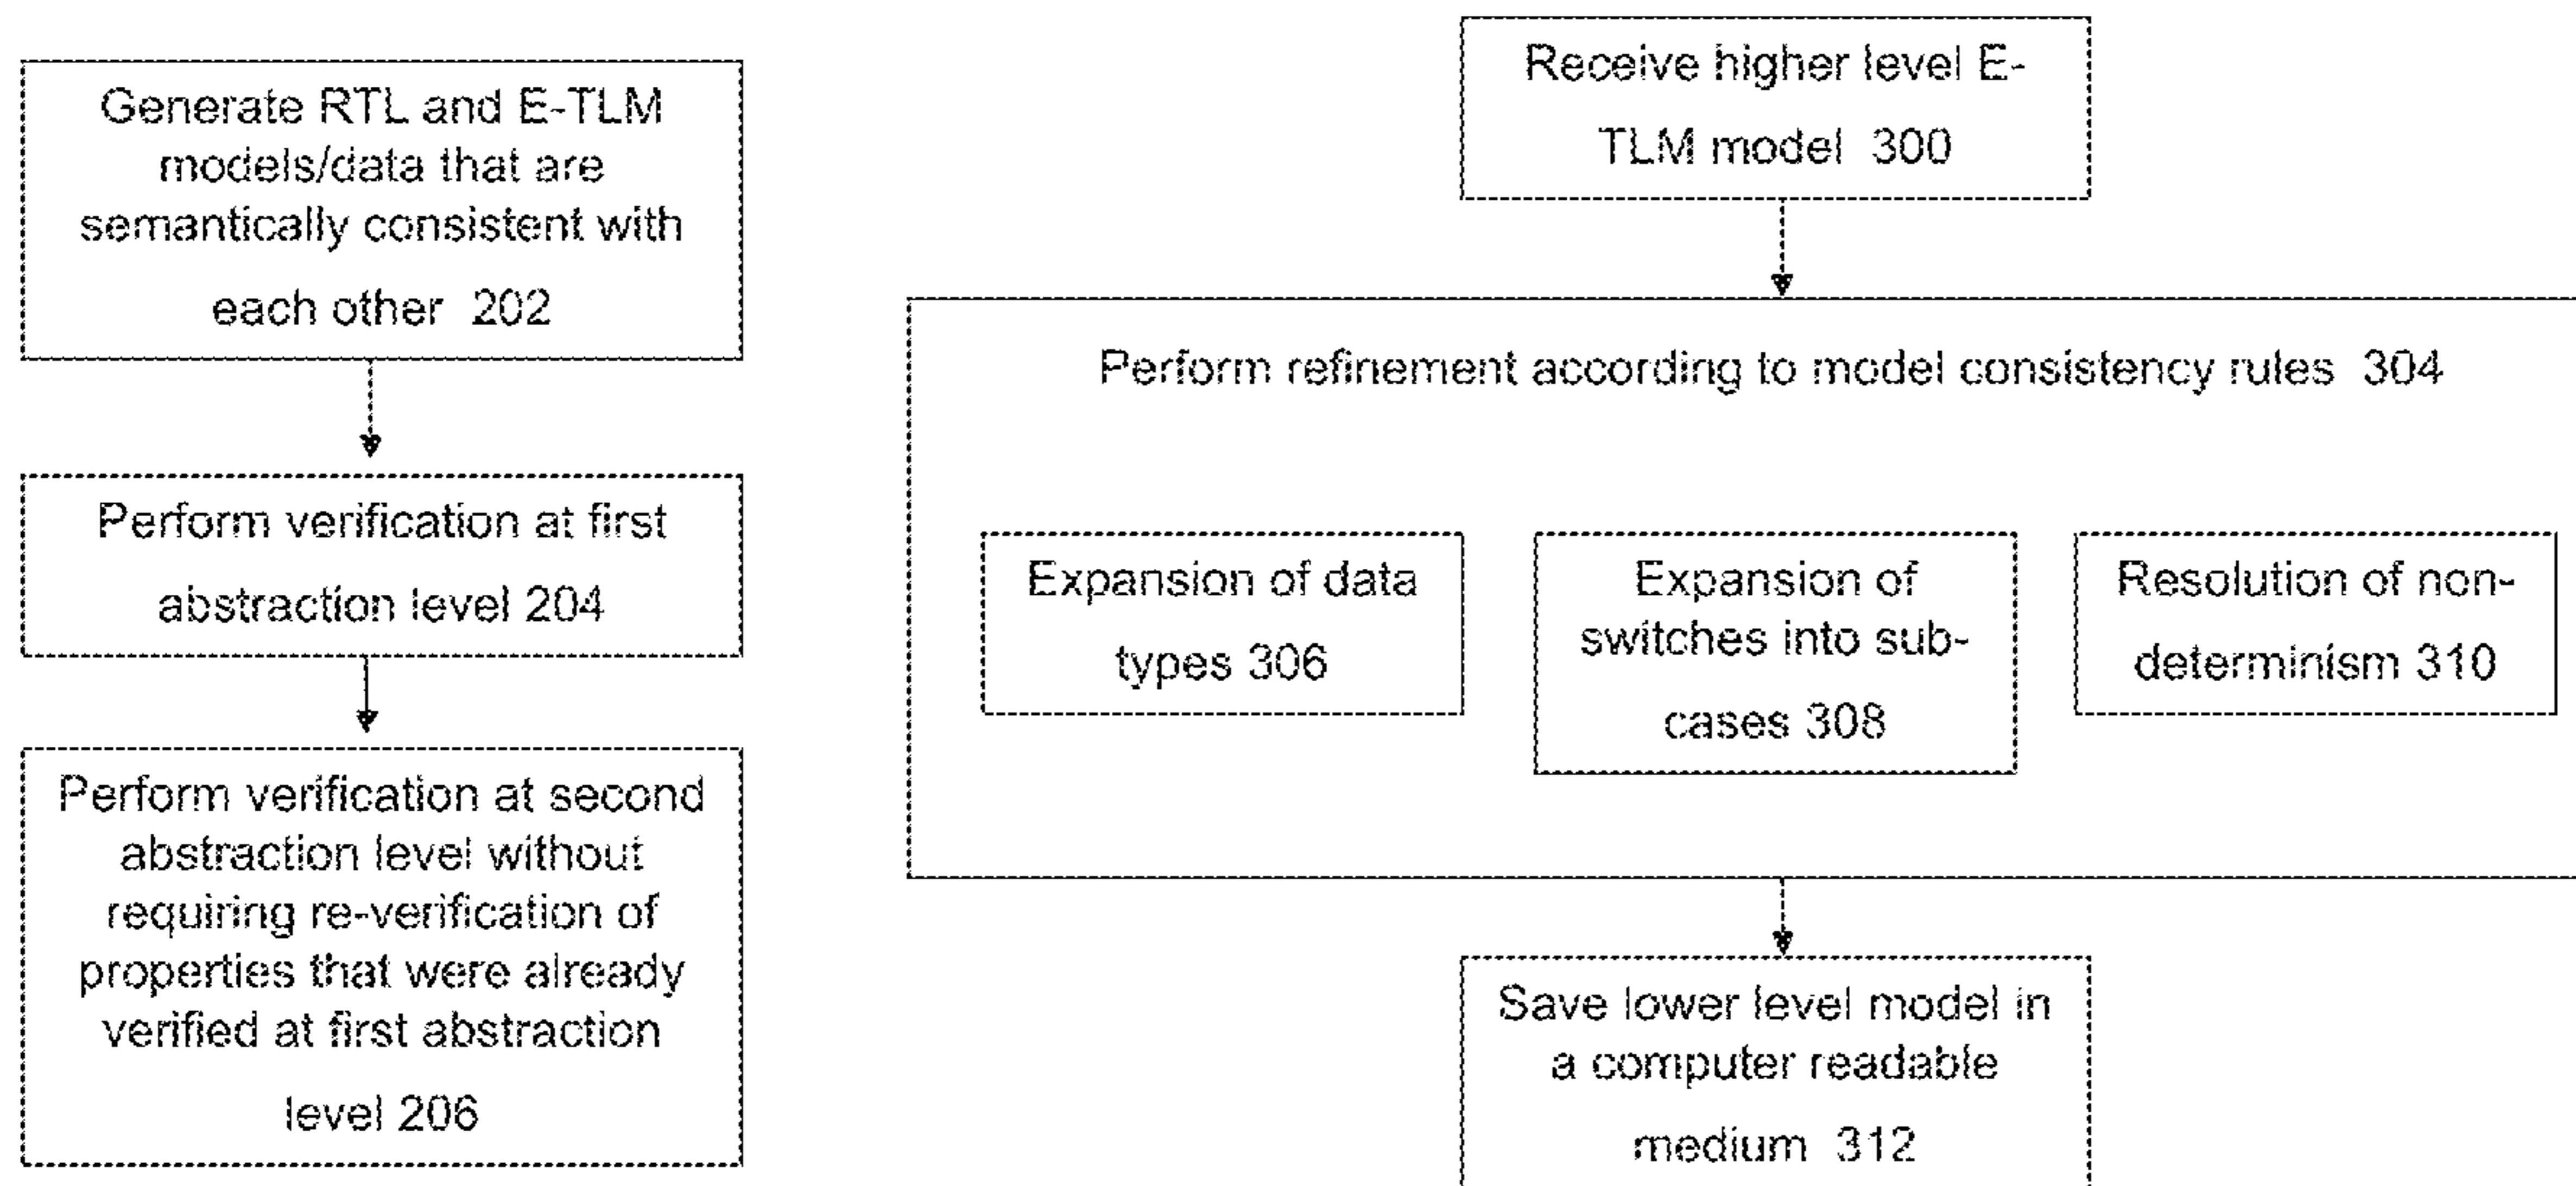 Generate RTL and E-TLM
models/data that are
semantically consistent with
each other 202
Perform verification at first
abstraction level 204
Perform verification at second
abstraction level without
requiring re-verification of
properties that were already
verified at first abstraction
level 206
Receive higher level E-
TLM model 300
Perform refinement according to model consistency rules 304
Expansion of data
types 306
Expansion of
switches into sub-
cases 308
Resolution of non-
determinism 310
Save lower level model in
a computer readable
medium 312